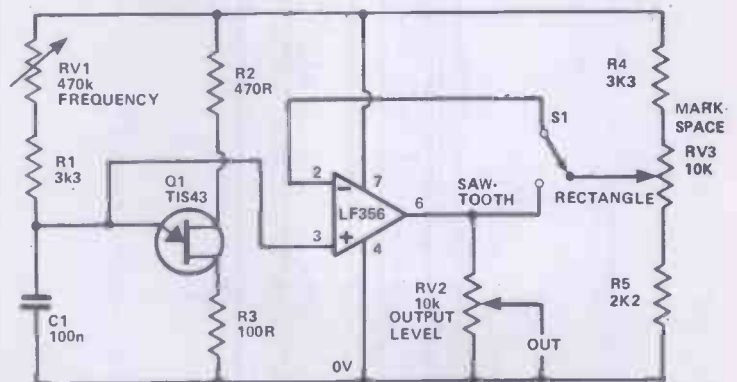 RV1
470k
FREQUENCY
R1
3k3
C1
100n
R2
470R
Q1
TIS43
R3
100R
2
3
LF356
7
4
6
0V
SAW-
TOOTH
S1
RECTANGLE
RV2
10k
OUTPUT
LEVEL
OUT
R4
3K3
MARK-
SPACE
RV3
10K
R5
2K2